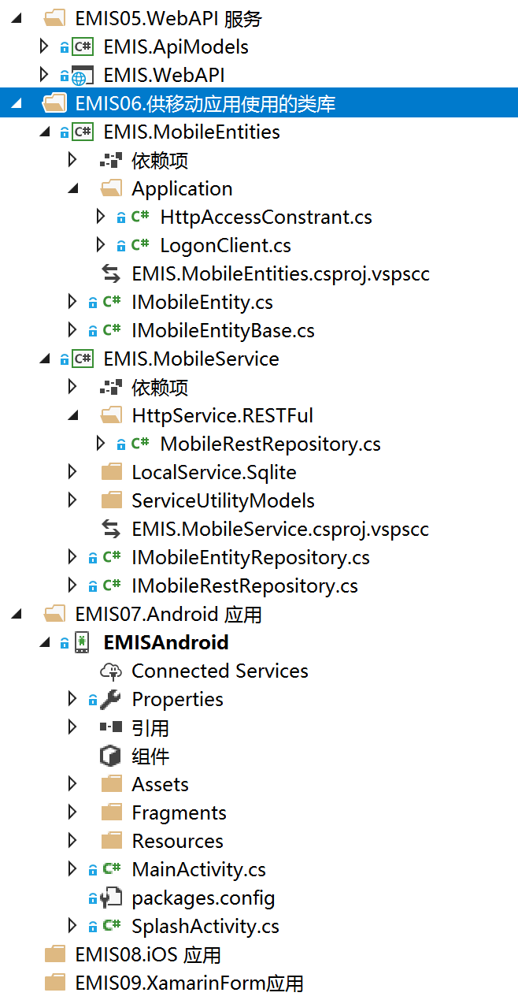 EMIS05.WebAPI 服务
C# EMIS.ApiModels
EMIS.WebAPI
EMIS06.供移动应用使用的类库
C# EMIS.MobileEntities
依赖项
Application
C# HttpAccessConstrant.cs
C# LogonClient.cs
EMIS.MobileEntities.csproj.vspscc
C# IMobileEntity.cs
C# IMobileEntityBase.cs
C# EMIS.MobileService
依赖项
HttpService.RESTFul
C# MobileRestRepository.cs
LocalService.Sqlite
ServiceUtilityModels
EMIS.MobileService.csproj.vspscc
C# IMobileEntityRepository.cs
C# IMobileRestRepository.cs
EMIS07.Android 应用
EMISAndroid
Connected Services
Properties
引用
组件
Assets
Fragments
Resources
C# MainActivity.cs
packages.config
C# SplashActivity.cs
EMIS08.iOS 应用
EMIS09.XamarinForm应用